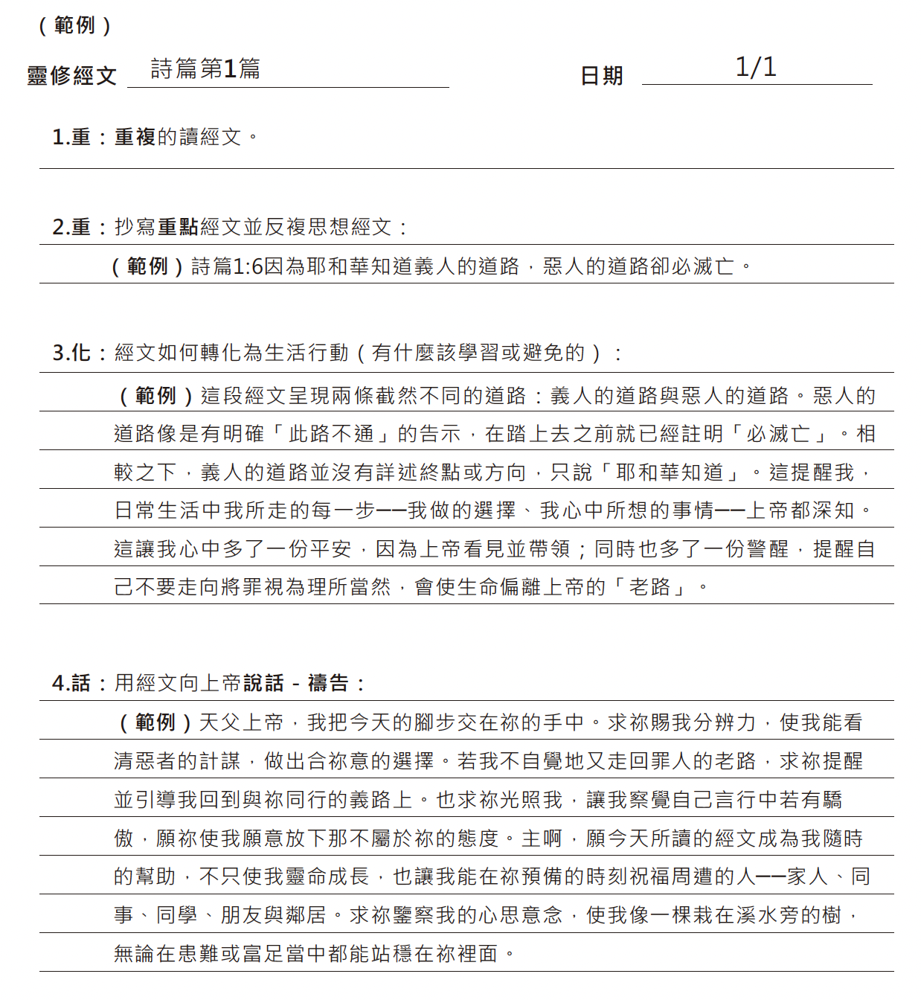 （範例）
靈修經文 詩篇第1篇 日期 1/1
1.重：重複的讀經文。
2.重：抄寫重點經文並反複思想經文：
（範例）詩篇1:6因為耶和華知道義人的道路，惡人的道路卻必滅亡。
3.化：經文如何轉化為生活行動（有什麼該學習或避免的）：
（範例）這段經文呈現兩條截然不同的道路：義人的道路與惡人的道路。惡人的
道路像是有明確「此路不通」的告示，在踏上去之前就已經註明「必滅亡」。相
較之下，義人的道路並沒有詳述終點或方向，只說「耶和華知道」。這提醒我，
日常生活中我所走的每一步——我做的選擇、我心中所想的事情——上帝都深知。
這讓我心中多了一份平安，因為上帝看見並帶領；同時也多了一份警醒，提醒自
己不要走向將罪視為理所當然，會使生命偏離上帝的「老路」。
4.話：用經文向上帝說話－禱告：
（範例）天父上帝，我把今天的腳步交在祢的手中。求祢賜我分辨力，使我能看
清惡者的計謀，做出合祢意的選擇。若我不自覺地又走回罪人的老路，求祢提醒
並引導我回到與祢同行的義路上。也求祢光照我，讓我察覺自己言行中若有驕
傲，願祢使我願意放下那不屬於祢的態度。主啊，願今天所讀的經文成為我隨時
的幫助，不只使我靈命成長，也讓我能在祢預備的時刻祝福周遭的人——家人、同
事、同學、朋友與鄰居。求祢鑒察我的心思意念，使我像一棵栽在溪水旁的樹，
無論在患難或富足當中都能站穩在祢裡面。